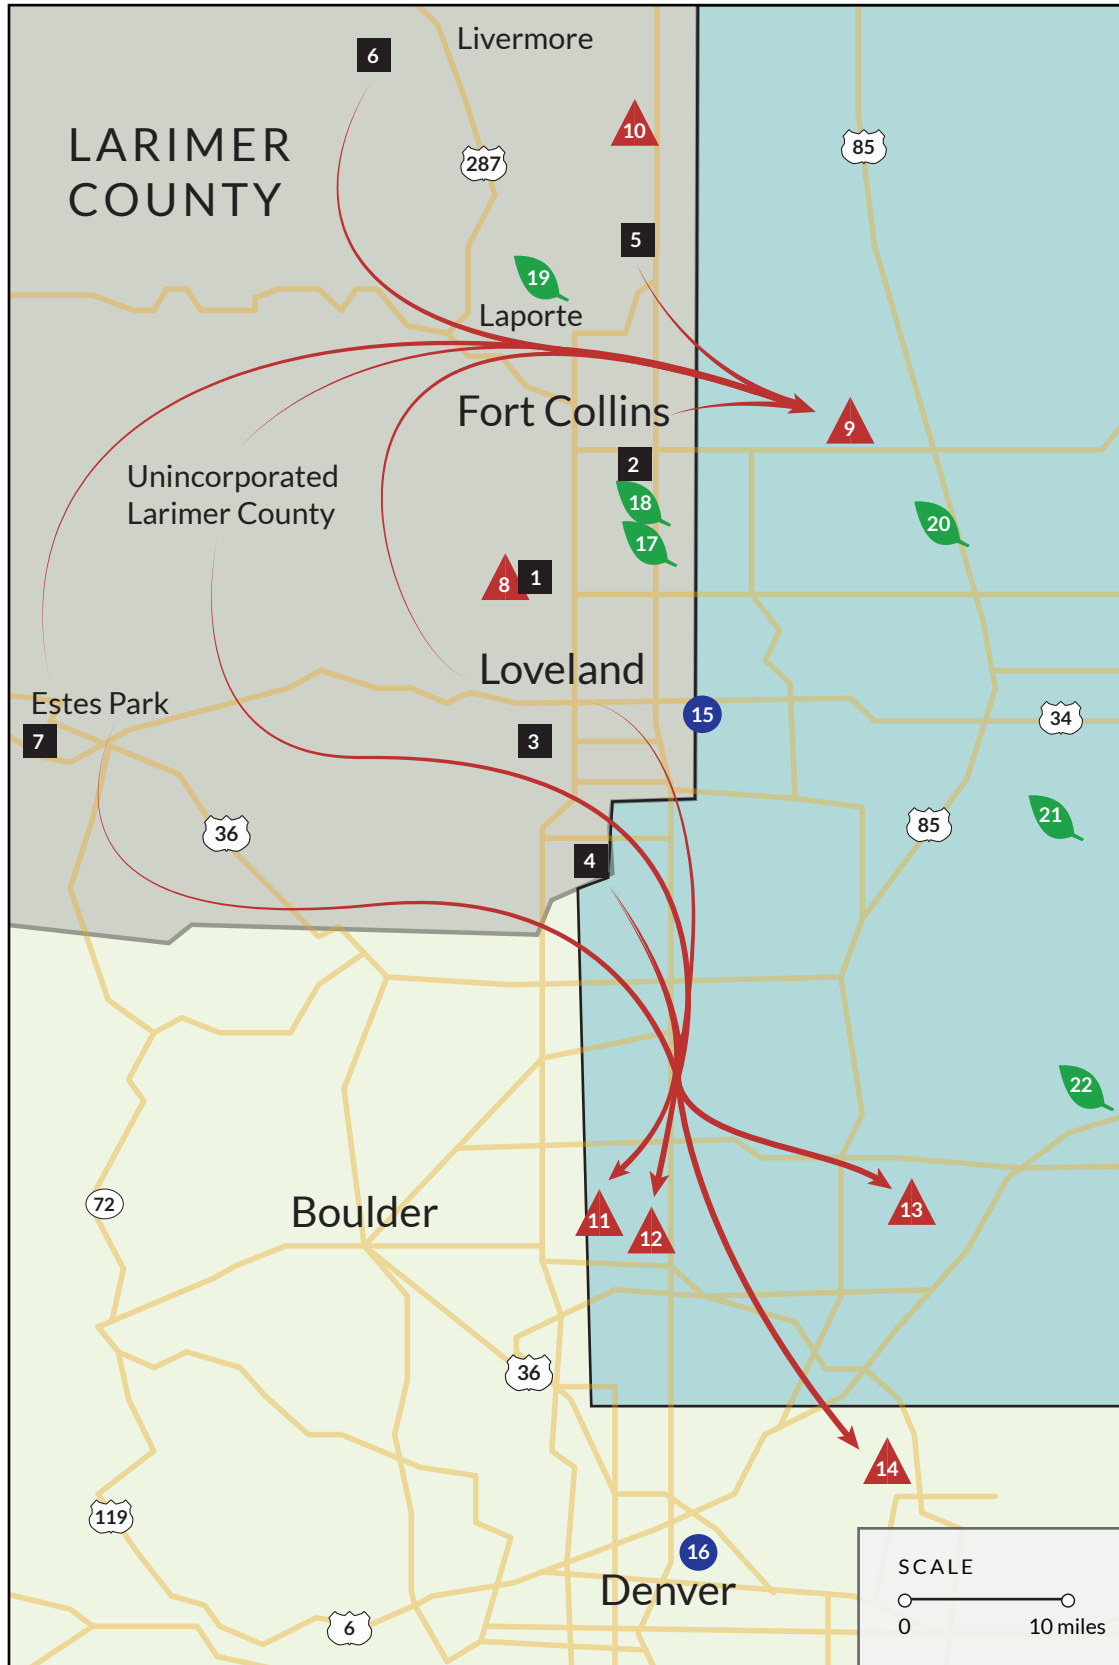 Livermore
6
LARIMER
COUNTY
10
287
85
5
19
Laporte
Fort Collins
9
2
Unincorporated
Larimer County
18
20
17
8
1
Loveland
Estes Park
15
34
7
3
21
36
85
4
22
72
Boulder
11
12
13
36
14
119
16
SCALE
Denver
0
10 miles
6